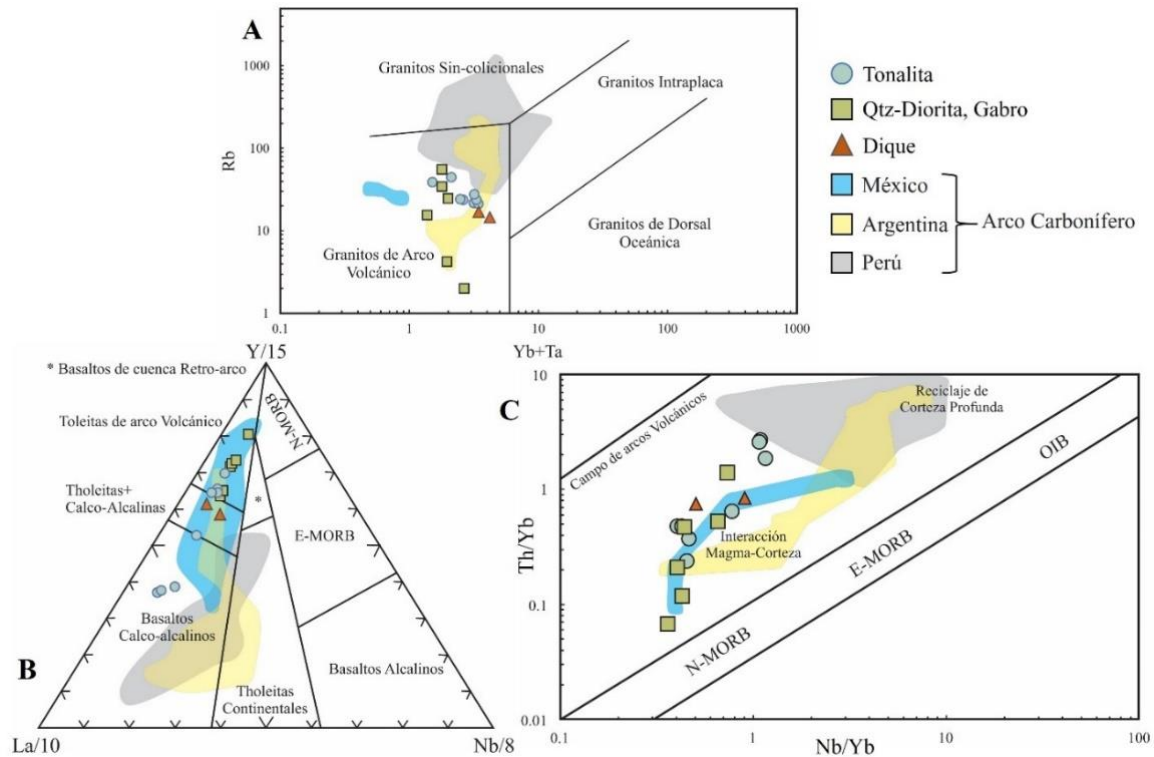 A
1000
100
10
1
Rb
Granitos Sin-colicionales
Granitos Intraplaca
Granitos de Arco
Volcánico
Granitos de Dorsal
Oceánica
0.1
1
10
100
1000
Yb+Ta
Tonalita
Qtz-Diorita, Gabro
Dique
México
Argentina
Perú
Arco Carbonífero
Y/15
* Basaltos de cuenca Retro-arco
Toleitas de arco Volcánico
N-MORB
Tholeitas+
Calco-Alcalinas
*
E-MORB
Basaltos
Calco-alcalinos
Basaltos Alcalinos
B
Tholeitas
Continentales
La/10
Nb/8
C
10
1
0.1
0.01
Th/Yb
Campo de arcos Volcánicos
Reciclaje de
Corteza Profunda
Interacción
Magma-Corteza
OIB
E-MORB
N-MORB
0.1
1
10
100
Nb/Yb